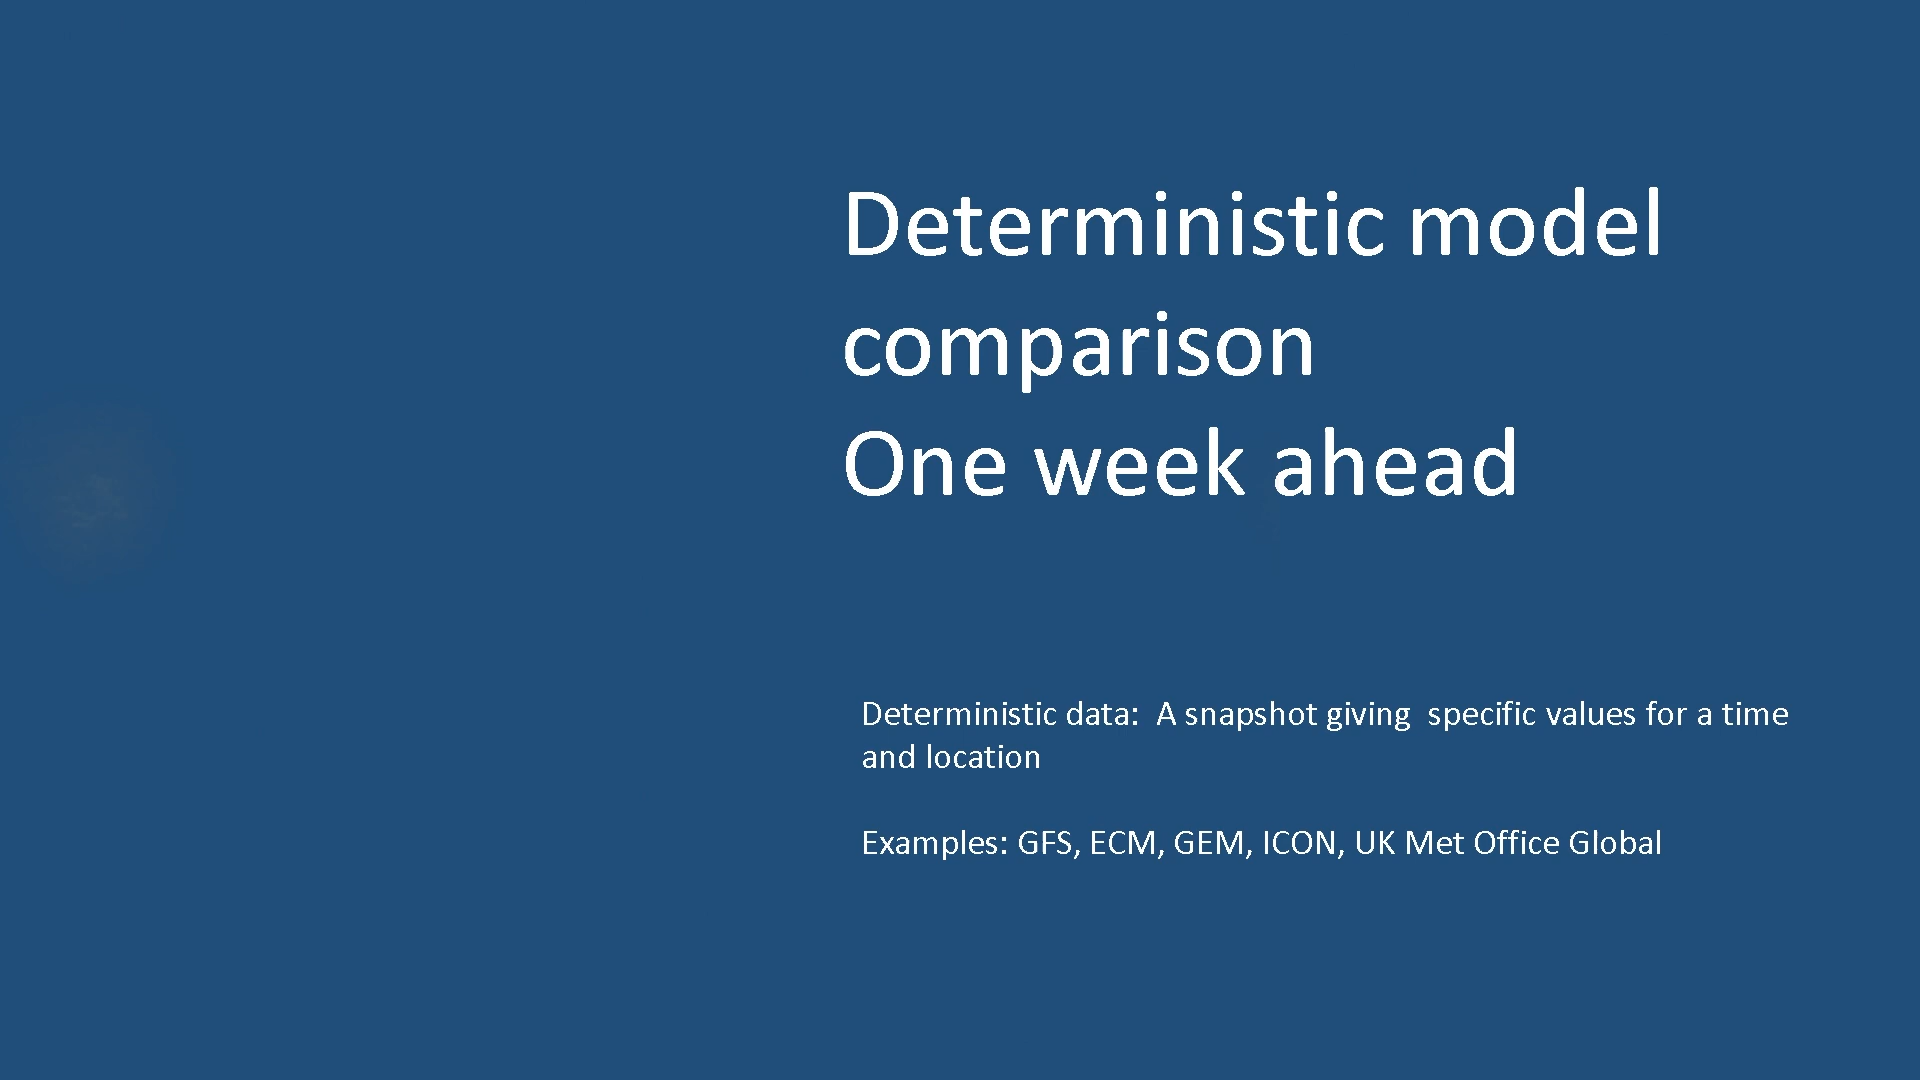 Deterministic model
comparison
One week ahead
Deterministic data:  A snapshot giving  specific values for a time
and location
Examples: GFS, ECM, GEM, ICON, UK Met Office Global